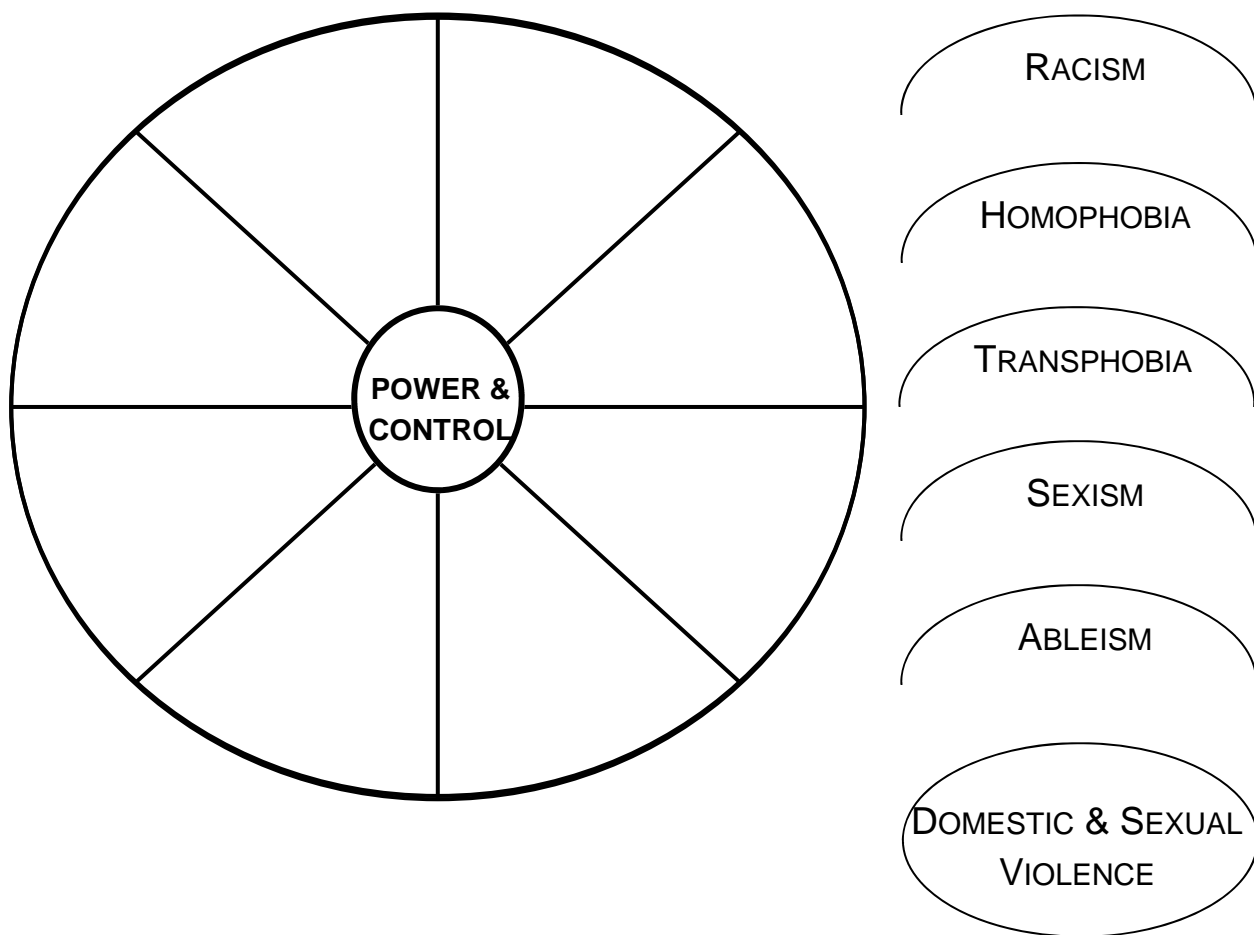 POWER &
CONTROL
RACISM
HOMOPHOBIA
TRANSPHOBIA
SEXISM
ABLEISM
DOMESTIC & SEXUAL
VIOLENCE